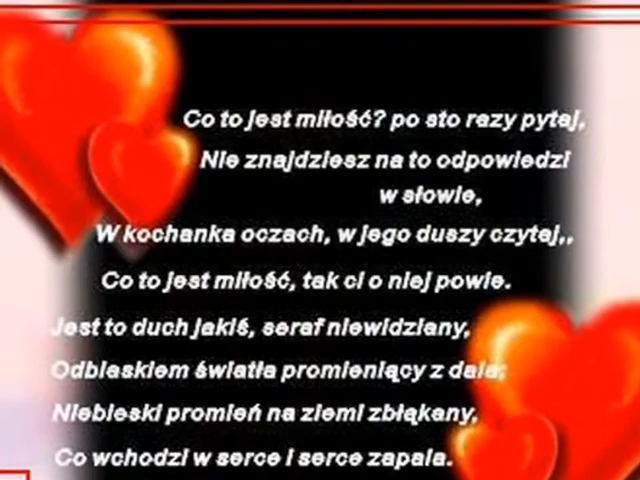 Co to jest miłość? po sto razy pytaj,
Nie znajdziesz na to odpowiedzi
w słowie,
W kochanka oczach, w jego duszy czytaj,,
Co to jest miłość, tak ci o niej powie.
Jest to duch jakiś, seraf niewidziany,
Odblaskiem światła promieniący z dala;
Niebieski promień na ziemi zbłąkany,
Co wchodzi w serce i serce zapala.